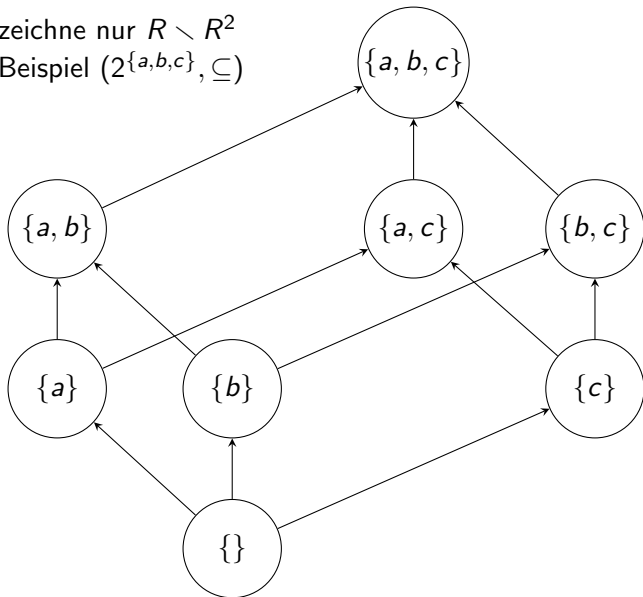 zeichne nur R ∖ R²
Beispiel (2^{a,b,c}, ⊆)
{a, b, c}
{a, b}
{a, c}
{b, c}
{a}
{b}
{c}
{}